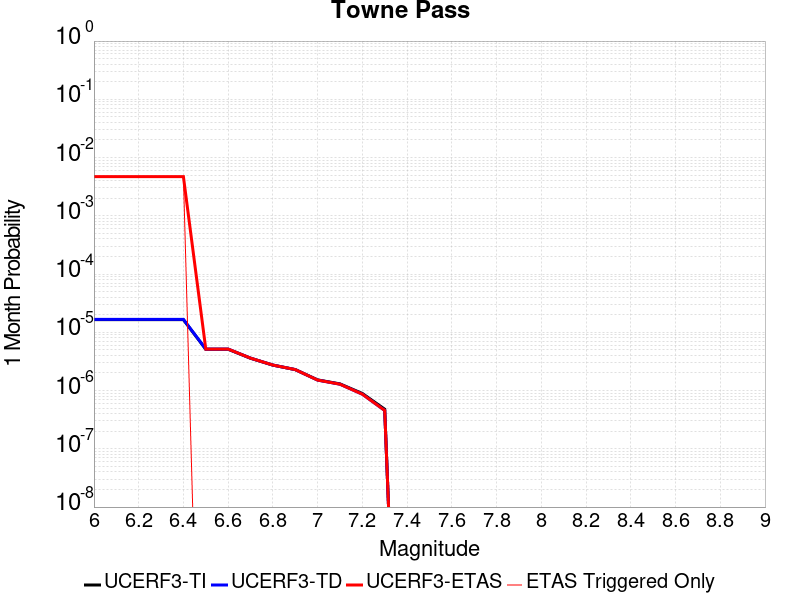 Towne Pass
10^0
10^-1
10^-2
10^-3
10^-4
10^-5
10^-6
10^-7
10^-8
1 Month Probability
6 6.2 6.4 6.6 6.8 7 7.2 7.4 7.6 7.8 8 8.2 8.4 8.6 8.8 9
Magnitude
UCERF3-TI UCERF3-TD UCERF3-ETAS ETAS Triggered Only